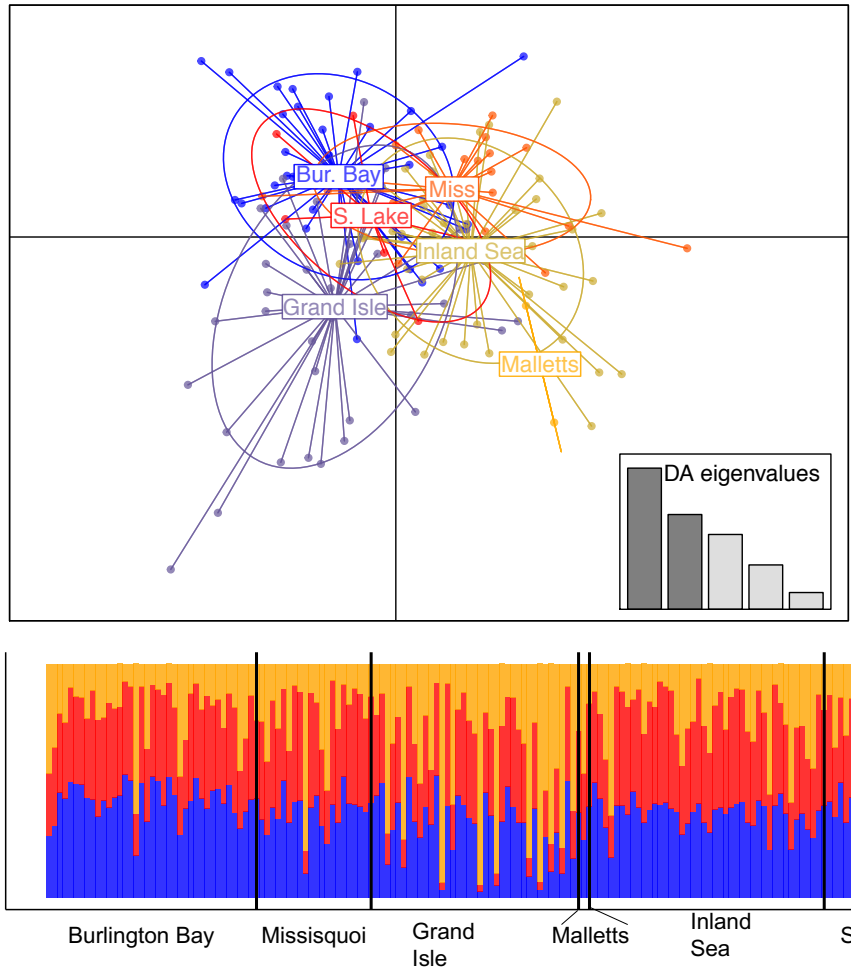 Bur. Bay
Miss
S. Lake
Inland Sea
Grand Isle
Malletts
DA eigenvalues
Burlington Bay
Missisquoi
Grand
Isle
Malletts
Inland
Sea
S